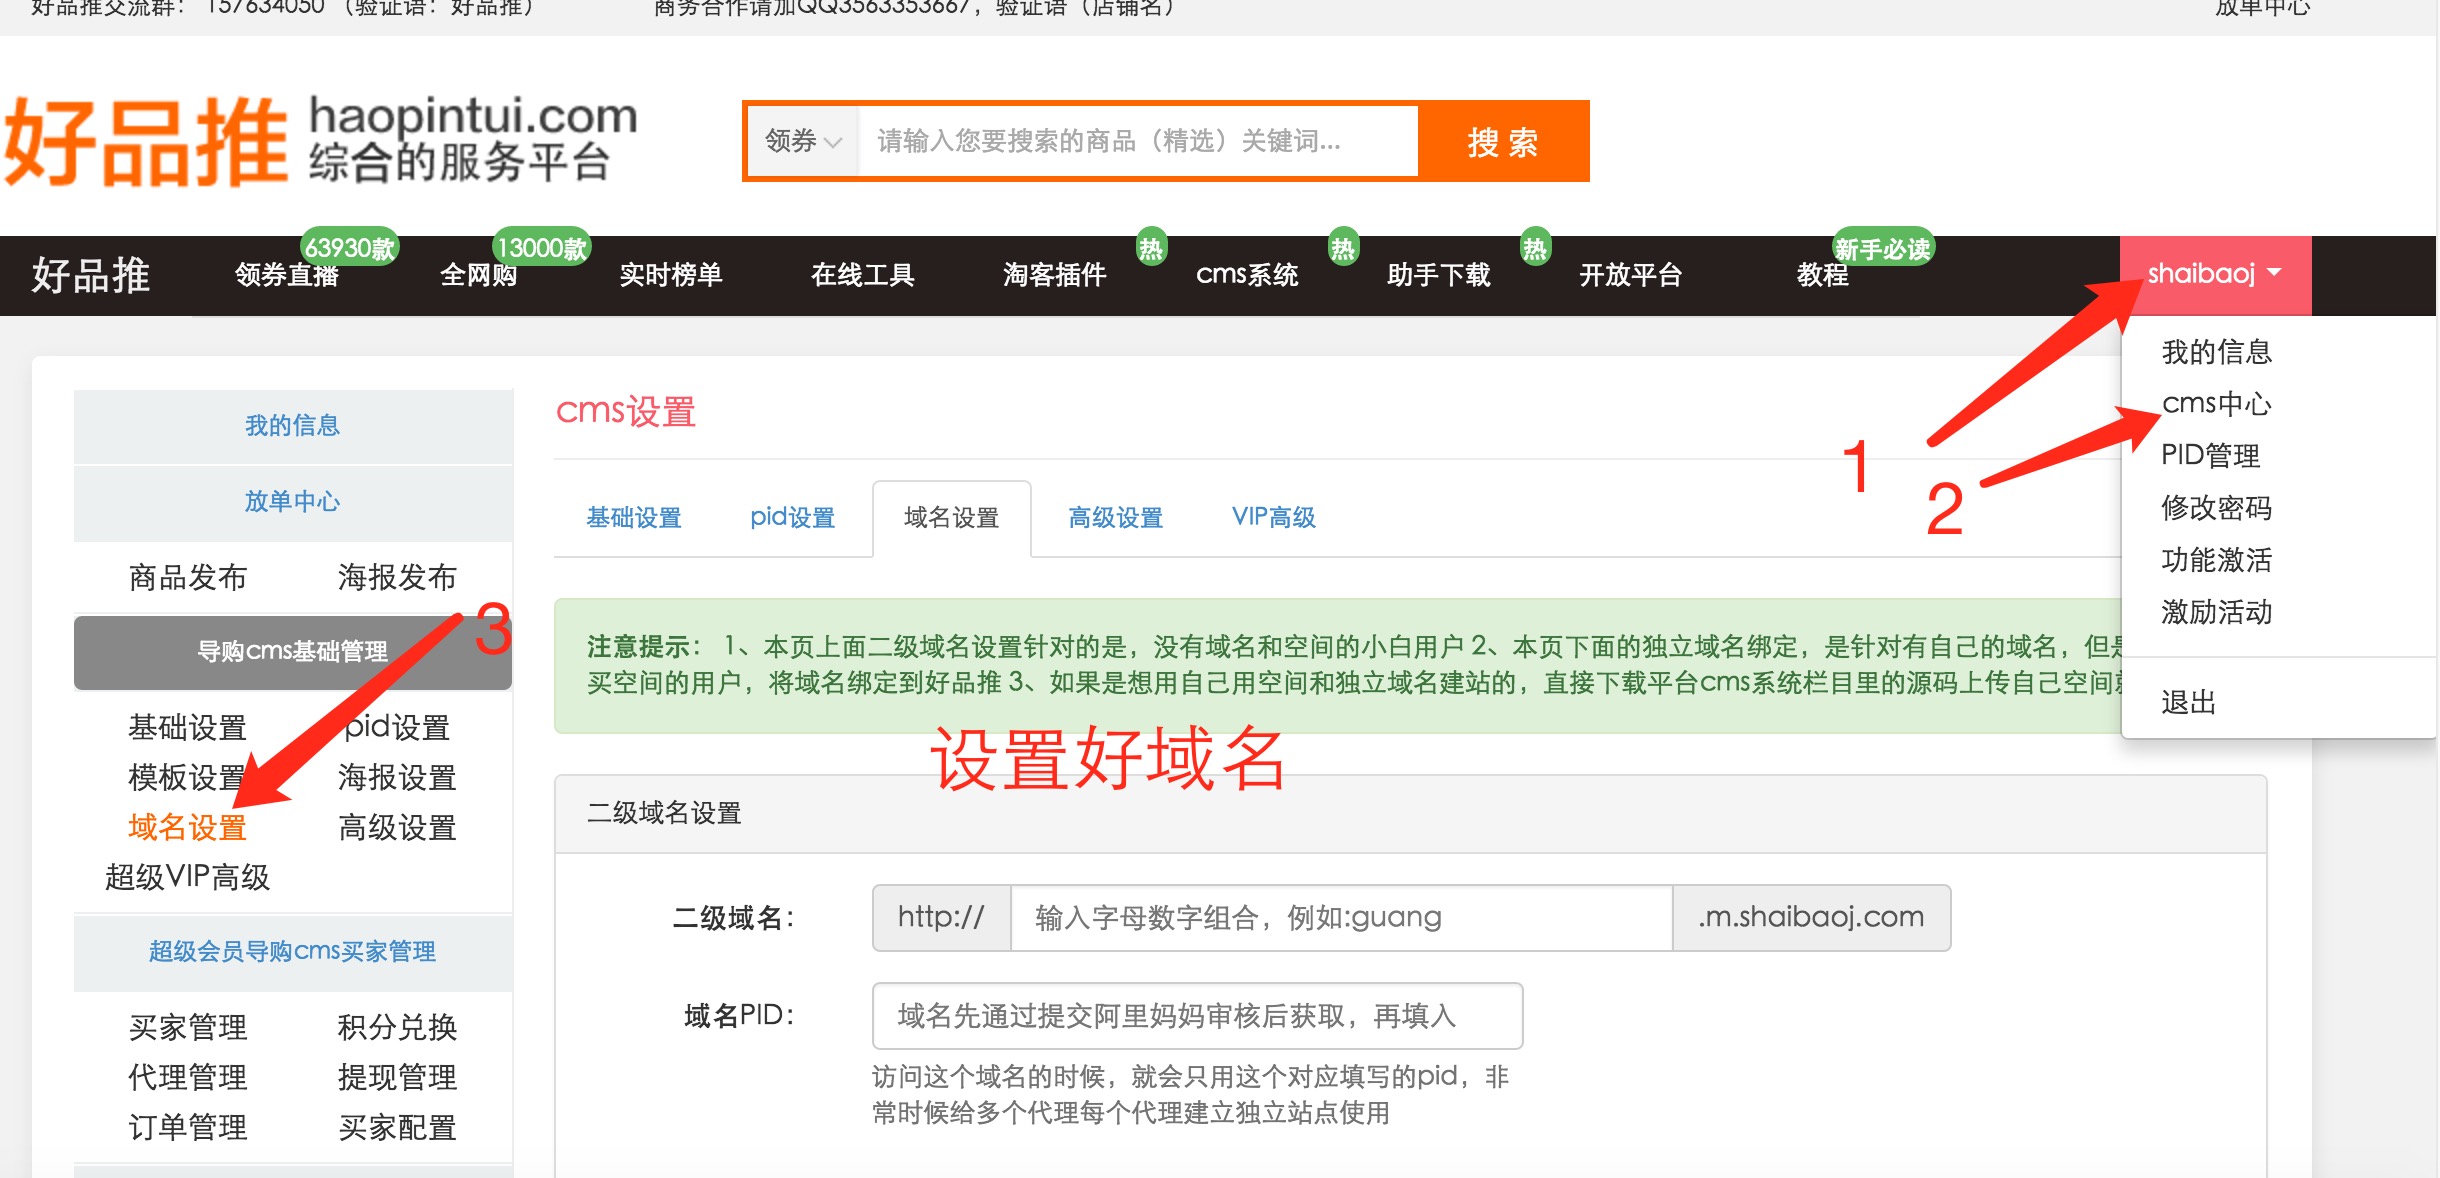 好品推交流群： 157634050 （验证语：好品推）
商务合作请加QQ3563353667，验证语（店铺名）
放单中心
好品推
haopintui.com
综合的服务平台
领券
请输入您要搜索的商品（精选）关键词...
搜 索
63930款
13000款
热
热
热
新手必读
好品推
领券直播
全网购
实时榜单
在线工具
淘客插件
cms系统
助手下载
开放平台
教程
shaibaoj
我的信息
cms中心
PID管理
修改密码
功能激活
激励活动
退出
1
2
3
我的信息
放单中心
商品发布 海报发布
导购cms基础管理
基础设置 pid设置
模板设置 海报设置
域名设置 高级设置
超级VIP高级
超级会员导购cms买家管理
买家管理 积分兑换
代理管理 提现管理
订单管理 买家配置
cms设置
基础设置 pid设置 域名设置 高级设置 VIP高级
注意提示： 1、本页上面二级域名设置针对的是，没有域名和空间的小白用户 2、本页下面的独立域名绑定，是针对有自己的域名，但是
买空间的用户，将域名绑定到好品推 3、如果是想用自己用空间和独立域名建站的，直接下载平台cms系统栏目里的源码上传自己空间
设置好域名
二级域名设置
二级域名： http:// 输入字母数字组合，例如:guang .m.shaibaoj.com
域名PID： 域名先通过提交阿里妈妈审核后获取，再填入
访问这个域名的时候，就会只用这个对应填写的pid，非
常时候给多个代理每个代理建立独立站点使用